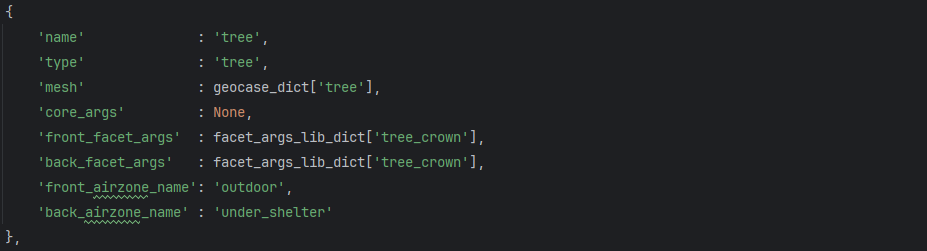 {
    'name'              : 'tree',
    'type'              : 'tree',
    'mesh'              : geocase_dict['tree'],
    'core_args'         : None,
    'front_facet_args'  : facet_args_lib_dict['tree_crown'],
    'back_facet_args'   : facet_args_lib_dict['tree_crown'],
    'front_airzone_name': 'outdoor',
    'back_airzone_name' : 'under_shelter'
},